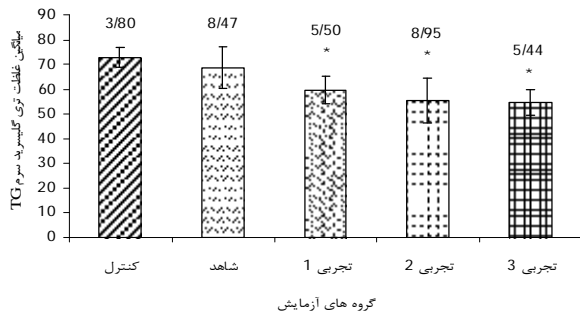 میانگین غلظت تری گلیسرید سرم TG
90
80
70
60
50
40
30
20
10
0
3/80
8/47
5/50
8/95
5/44
*
*
*
کنترل
شاهد
تجربی 1
تجربی 2
تجربی 3
گروه های آزمایش